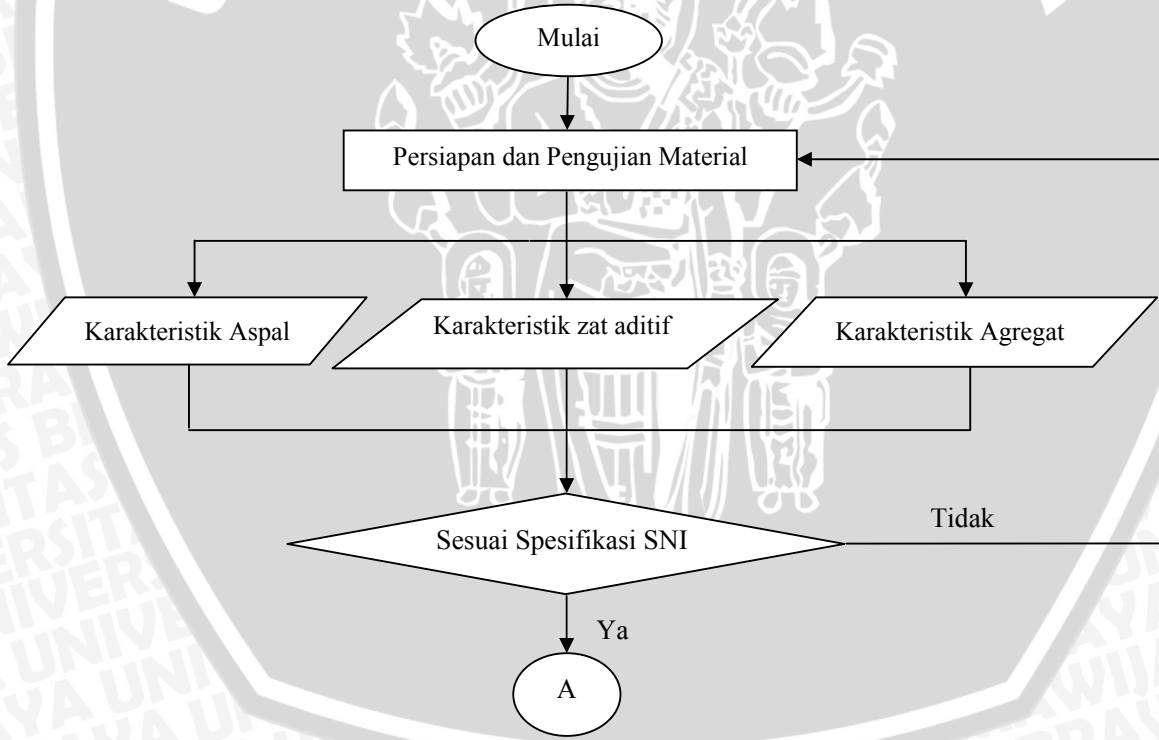 Mulai
Persiapan dan Pengujian Material
Karakteristik Aspal
Karakteristik zat aditif
Karakteristik Agregat
Sesuai Spesifikasi SNI
Tidak
Ya
A